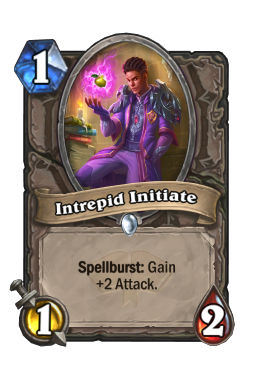 1
Intrepid Initiate
Spellburst: Gain
+2 Attack.
1 2